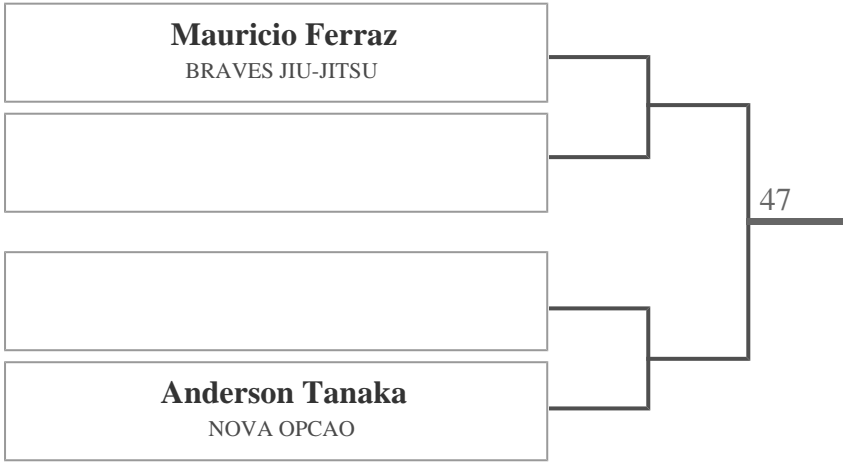 Mauricio Ferraz
BRAVES JIU-JITSU
47
Anderson Tanaka
NOVA OPCAO